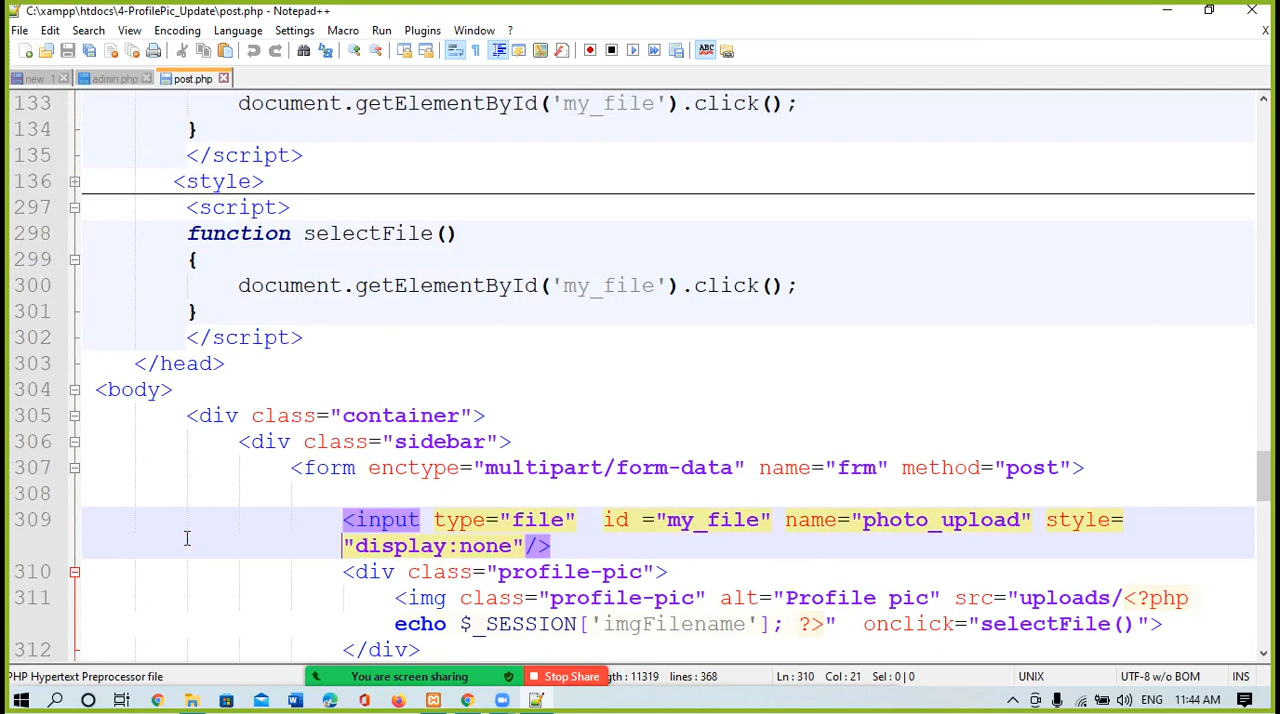 C:\xampp\htdocs\4-ProfilePic_Update\post.php - Notepad++
File Edit Search View Encoding Language Settings Macro Run Plugins Window ? X
new 1 admin.php post.php
133 document.getElementById('my_file').click();
134 }
135 </script>
136 <style>
297 <script>
298 function selectFile()
299 {
300 document.getElementById('my_file').click();
301 }
302 </script>
303 </head>
304 <body>
305 <div class="container">
306 <div class="sidebar">
307 <form enctype="multipart/form-data" name="frm" method="post">
308
309 <input type="file" id ="my_file" name="photo_upload" style=
"display:none"/>
310 <div class="profile-pic">
311 <img class="profile-pic" alt="Profile pic" src="uploads/<?php
echo $_SESSION['imgFilename']; ?>" onclick="selectFile()">
312 </div>
PHP Hypertext Preprocessor file You are screen sharing Stop Share gth : 11319 lines : 368 Ln : 310 Col : 21 Sel : 0 | 0 UNIX UTF-8 w/o BOM INS
ENG 11:44 AM